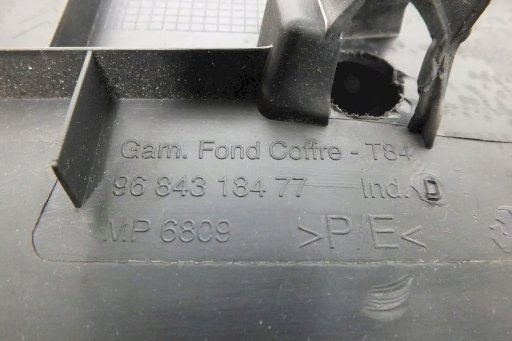 Garn. Fond Coffre - T84
96 843 184 77 Ind. D
MP 6809 >P/E<